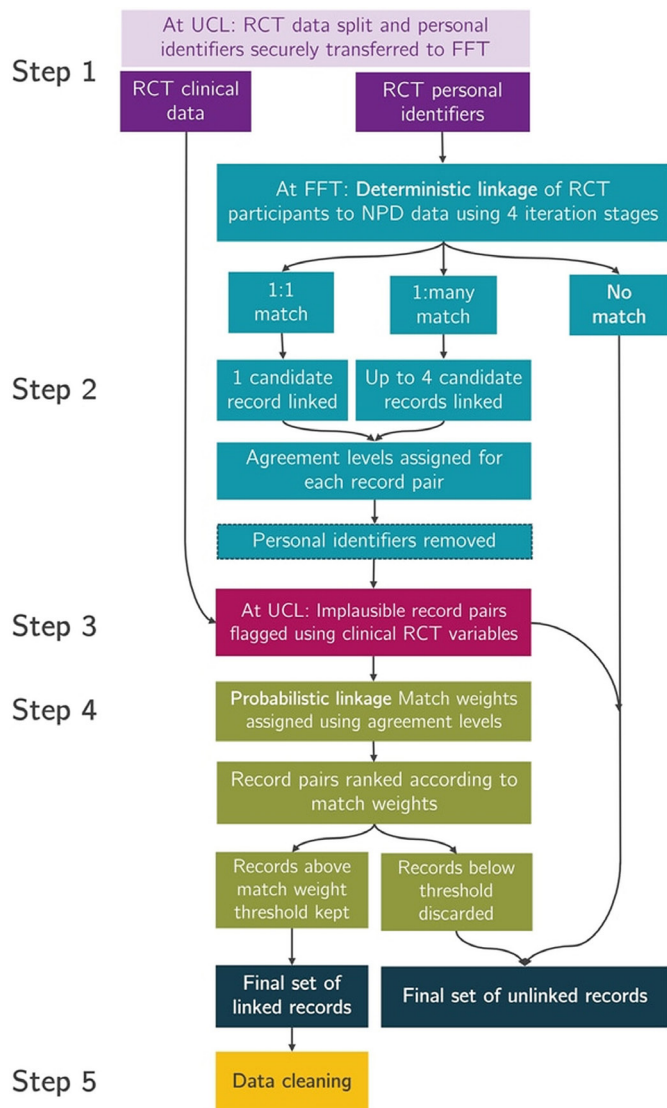 At UCL: RCT data split and personal
identifiers securely transferred to FFT
Step 1
RCT clinical
data
RCT personal
identifiers
At FFT: Deterministic linkage of RCT
participants to NPD data using 4 iteration stages
1:1
match
1:many
match
No
match
Step 2
1 candidate
record linked
Up to 4 candidate
records linked
Agreement levels assigned for
each record pair
Personal identifiers removed
Step 3
At UCL: Implausible record pairs
flagged using clinical RCT variables
Step 4
Probabilistic linkage Match weights
assigned using agreement levels
Record pairs ranked according to
match weights
Records above
match weight
threshold kept
Records below
threshold
discarded
Final set of
linked records
Final set of unlinked records
Step 5
Data cleaning